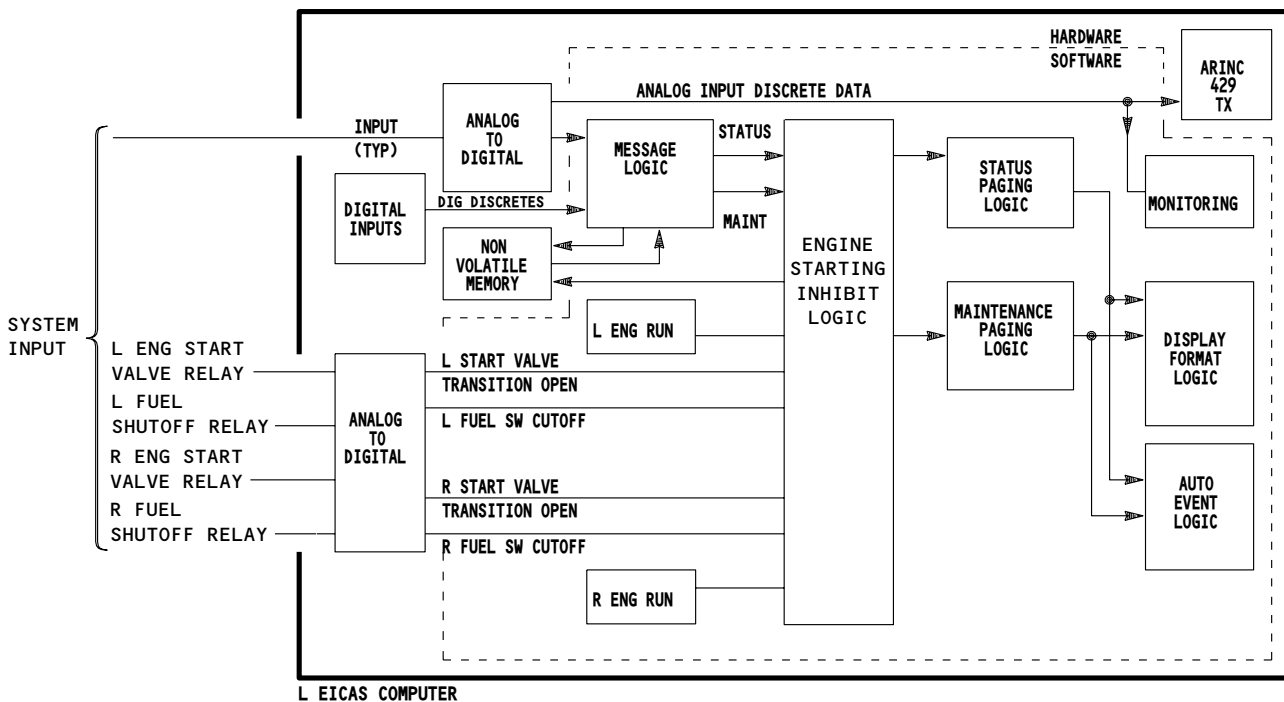 HARDWARE
SOFTWARE
ARINC
429
TX
ANALOG INPUT DISCRETE DATA
INPUT
(TYP)
ANALOG
TO
DIGITAL
STATUS
MESSAGE
LOGIC
MAINT
DIGITAL
INPUTS
DIG DISCRETES
NON
VOLATILE
MEMORY
STATUS
PAGING
LOGIC
MONITORING
ENGINE
STARTING
INHIBIT
LOGIC
L ENG RUN
MAINTENANCE
PAGING
LOGIC
DISPLAY
FORMAT
LOGIC
SYSTEM
INPUT
L ENG START
VALVE RELAY
L FUEL
SHUTOFF RELAY
R ENG START
VALVE RELAY
R FUEL
SHUTOFF RELAY
ANALOG
TO
DIGITAL
L START VALVE
TRANSITION OPEN
L FUEL SW CUTOFF
R START VALVE
TRANSITION OPEN
R FUEL SW CUTOFF
AUTO
EVENT
LOGIC
R ENG RUN
L EICAS COMPUTER